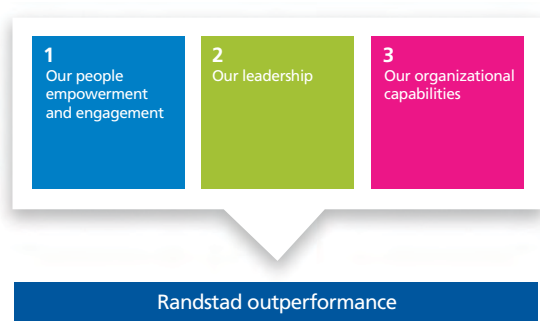 1
Our people
empowerment
and engagement
2
Our leadership
3
Our organizational
capabilities
Randstad outperformance